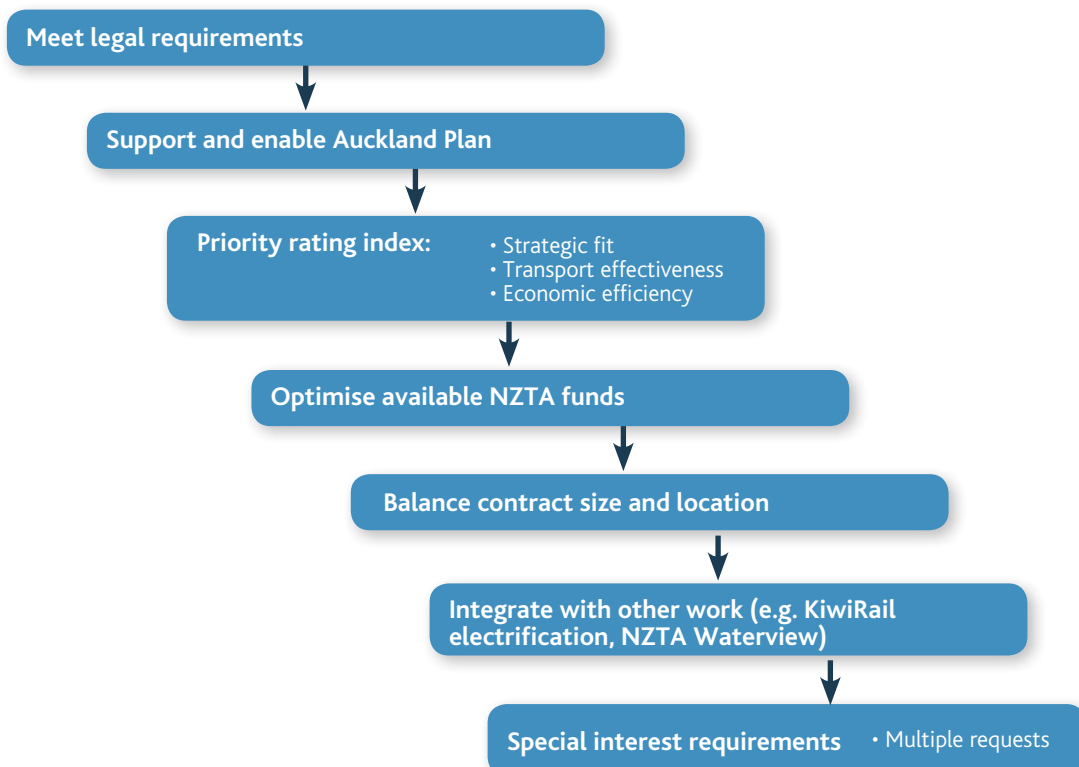 Meet legal requirements
Support and enable Auckland Plan
Priority rating index:
• Strategic fit
• Transport effectiveness
• Economic efficiency
Optimise available NZTA funds
Balance contract size and location
Integrate with other work (e.g. KiwiRail
electrification, NZTA Waterview)
Special interest requirements • Multiple requests